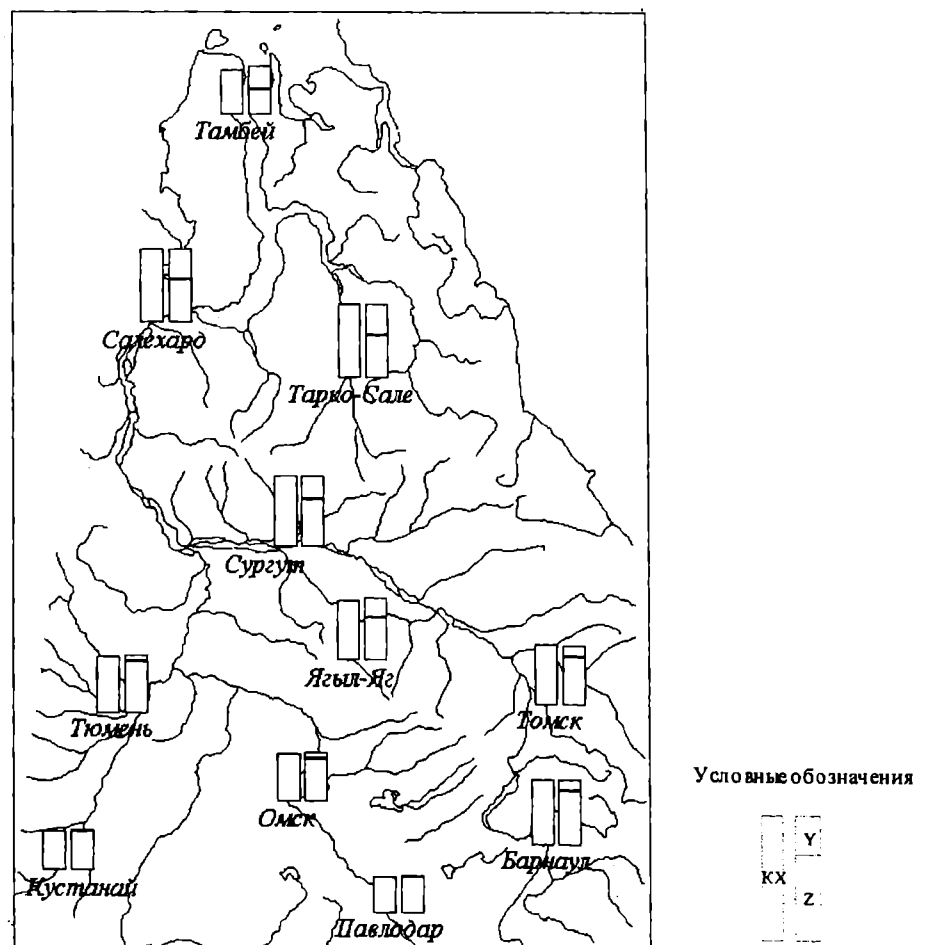 Тамбей
Салехард
Тарко-Сале
Сургут
Ягыл-Яг
Тюмень
Томск
Условные обозначения
Омск
Y
Барнаул
КХ
Кустанай
Z
Павлодар